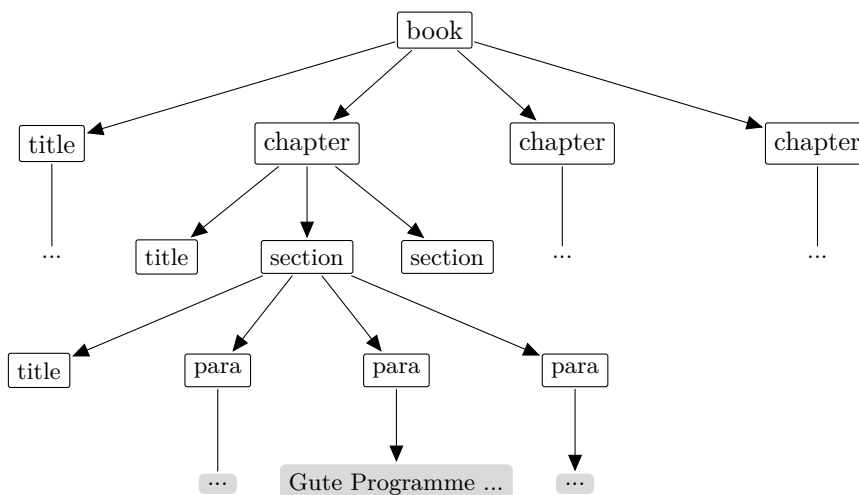 book
title chapter chapter chapter
... title section section ... ...
title para para para
... Gute Programme ... ...